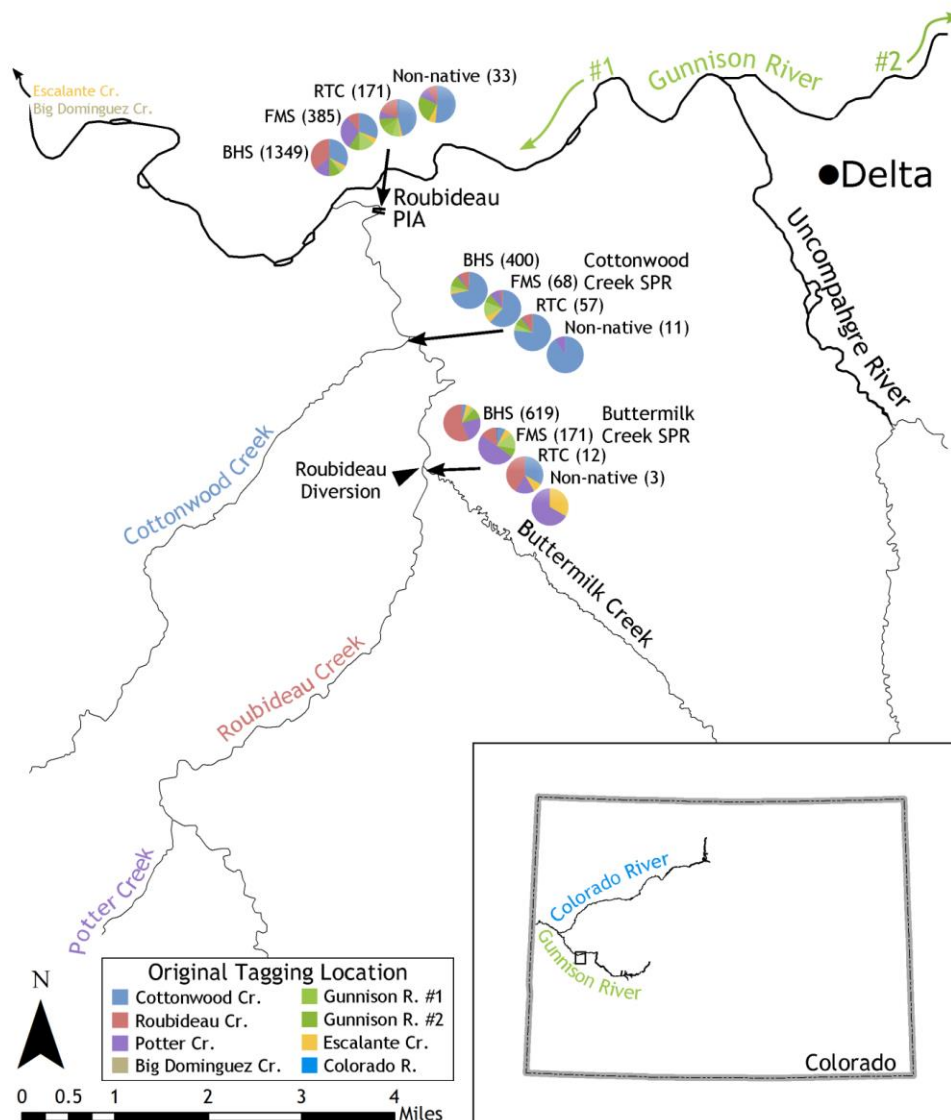 #1
Gunnison River
#2
Escalante Cr.
Big Dominguez Cr.
Non-native (33)
RTC (171)
FMS (385)
BHS (1349)
Delta
Roubideau
PIA
Uncompahgre River
BHS (400)
Cottonwood
Creek SPR
FMS (68)
RTC (57)
Non-native (11)
BHS (619)
Buttermilk
Creek SPR
FMS (171)
RTC (12)
Non-native (3)
Roubideau
Diversion
Cottonwood Creek
Buttermilk Creek
Roubideau Creek
Potter Creek
Colorado River
Gunnison River
Colorado
N
Original Tagging Location
Cottonwood Cr.
Roubideau Cr.
Potter Cr.
Big Dominguez Cr.
Gunnison R. #1
Gunnison R. #2
Escalante Cr.
Colorado R.
0 0.5 1 2 3 4
Miles